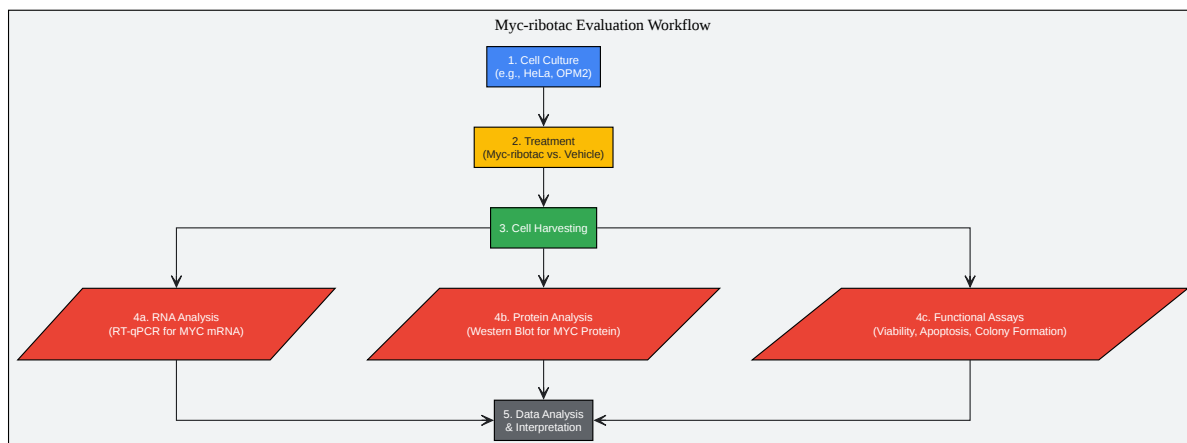 Myc-ribotac Evaluation Workflow
1. Cell Culture
(e.g., HeLa, OPM2)
2. Treatment
(Myc-ribotac vs. Vehicle)
3. Cell Harvesting
4a. RNA Analysis
(RT-qPCR for MYC mRNA)
4b. Protein Analysis
(Western Blot for MYC Protein)
4c. Functional Assays
(Viability, Apoptosis, Colony Formation)
5. Data Analysis
& Interpretation